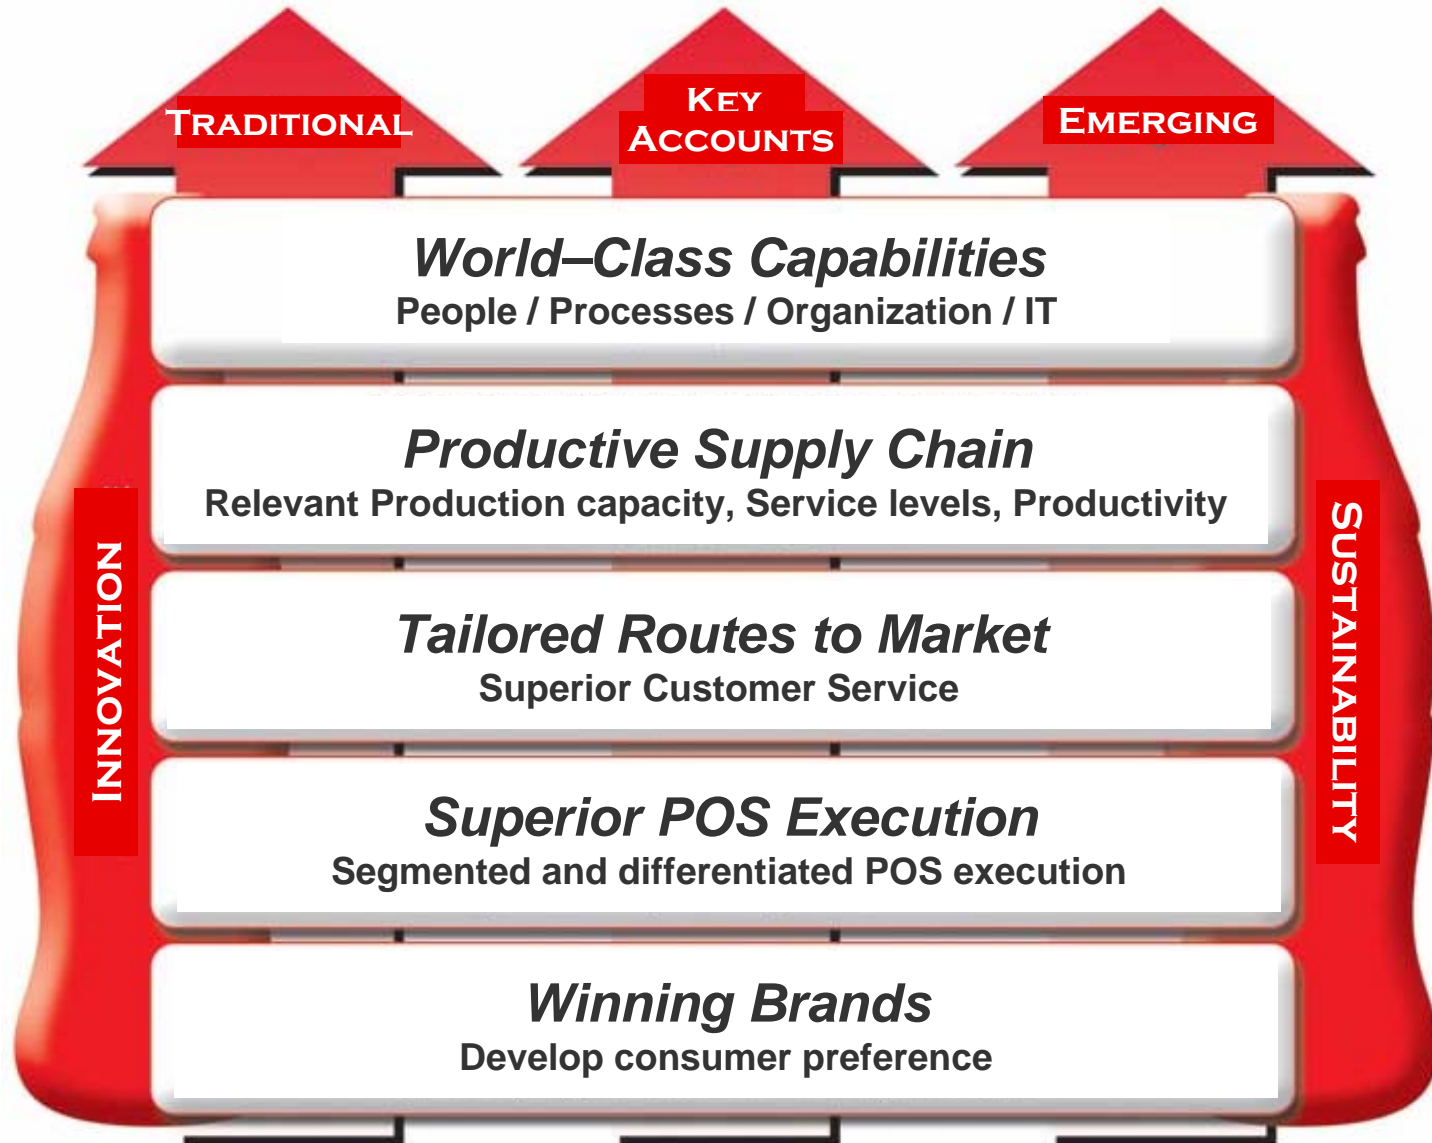 TRADITIONAL
KEY
ACCOUNTS
EMERGING
World–Class Capabilities
People / Processes / Organization / IT
Productive Supply Chain
Relevant Production capacity, Service levels, Productivity
Tailored Routes to Market
Superior Customer Service
Superior POS Execution
Segmented and differentiated POS execution
Winning Brands
Develop consumer preference
INNOVATION
SUSTAINABILITY